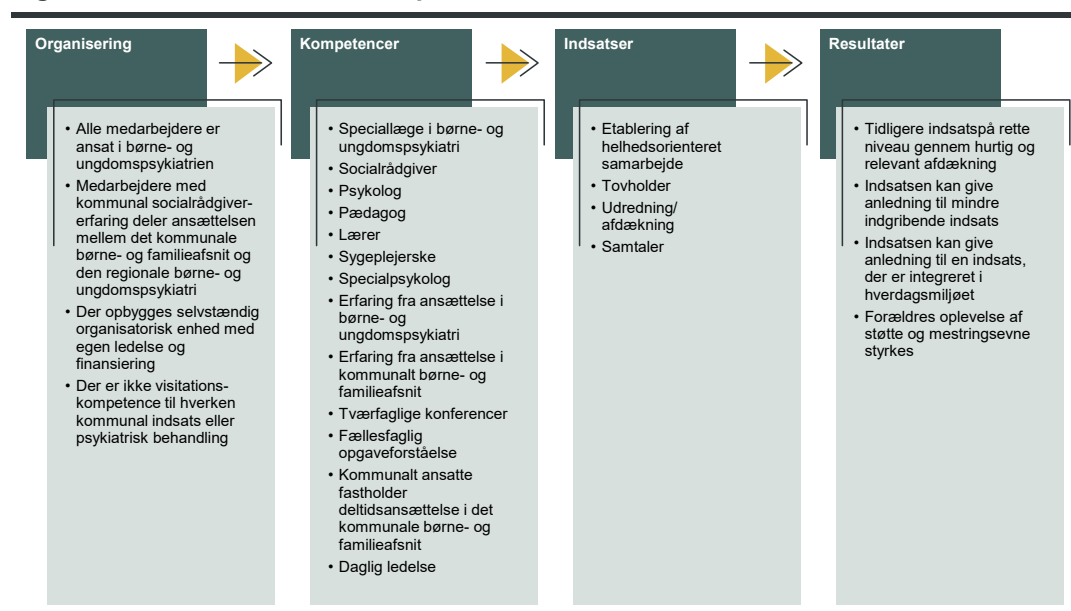 Organisering
• Alle medarbejdere er
ansat i børne- og
ungdomspsykiatrien
• Medarbejdere med
kommunal socialrådgiver-
erfaring deler ansættelsen
mellem det kommunale
børne- og familieafsnit og
den regionale børne- og
ungdomspsykiatri
• Der opbygges selvstændig
organisatorisk enhed med
egen ledelse og
finansiering
• Der er ikke visitations-
kompetence til hverken
kommunal indsats eller
psykiatrisk behandling
Kompetencer
• Speciallæge i børne- og
ungdomspsykiatri
• Socialrådgiver
• Psykolog
• Pædagog
• Lærer
• Sygeplejerske
• Specialpsykolog
• Erfaring fra ansættelse i
børne- og
ungdomspsykiatri
• Erfaring fra ansættelse i
kommunalt børne- og
familieafsnit
• Tværfaglige konferencer
• Fællesfaglig
opgaveforståelse
• Kommunalt ansatte
fastholder
deltidsansættelse i det
kommunale børne- og
familieafsnit
• Daglig ledelse
Indsatser
• Etablering af
helhedsorienteret
samarbejde
• Tovholder
• Udredning/
afdækning
• Samtaler
Resultater
• Tidligere indsatspå rette
niveau gennem hurtig og
relevant afdækning
• Indsatsen kan give
anledning til mindre
indgribende indsats
• Indsatsen kan give
anledning til en indsats,
der er integreret i
hverdagsmiljøet
• Forældres oplevelse af
støtte og mestringsevne
styrkes